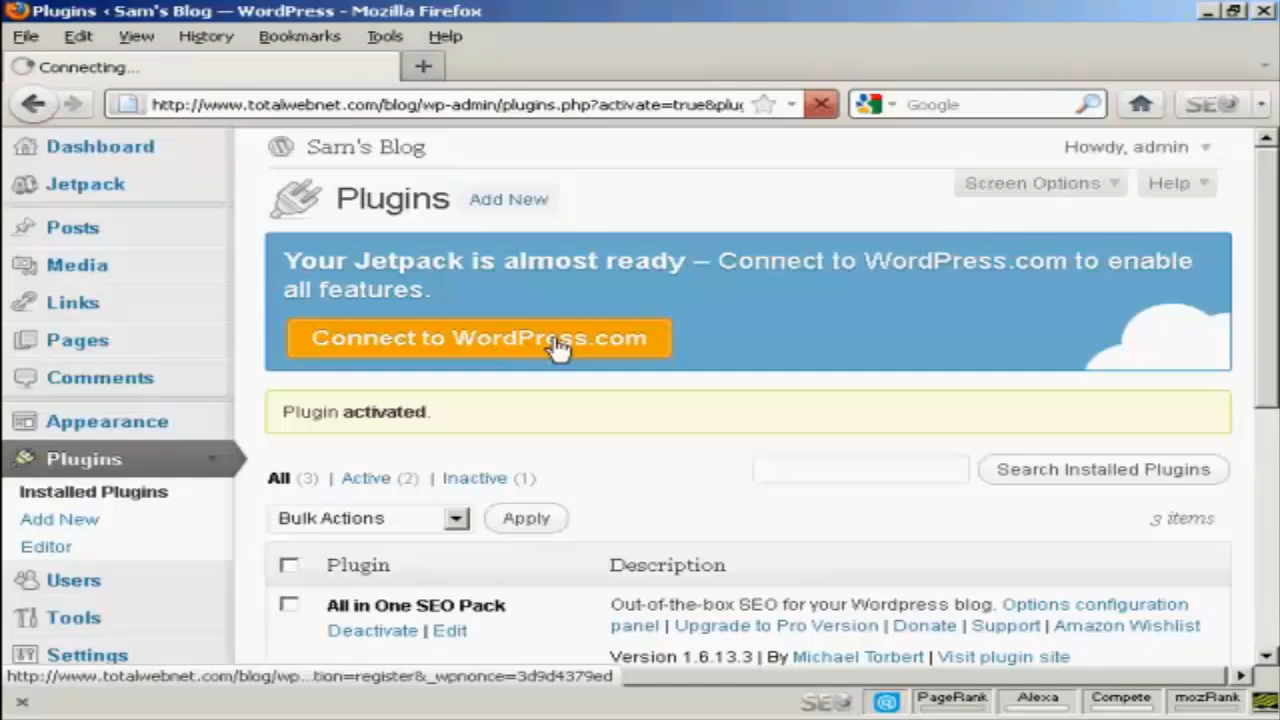 Plugins ‹ Sam's Blog — WordPress - Mozilla Firefox
File Edit View History Bookmarks Tools Help
Connecting...
http://www.totalwebnet.com/blog/wp-admin/plugins.php?activate=true&plug
Google
SEO
Dashboard
Jetpack
Posts
Media
Links
Pages
Comments
Appearance
Plugins
Installed Plugins
Add New
Editor
Users
Tools
Settings
Sam's Blog
Howdy, admin
Screen Options
Help
Plugins Add New
Your Jetpack is almost ready – Connect to WordPress.com to enable
all features.
Connect to WordPress.com
Plugin activated.
All (3) | Active (2) | Inactive (1)
Search Installed Plugins
Bulk Actions
Apply
3 items
Plugin Description
All in One SEO Pack
Deactivate | Edit
Out-of-the-box SEO for your Wordpress blog. Options configuration
panel | Upgrade to Pro Version | Donate | Support | Amazon Wishlist
Version 1.6.13.3 | By Michael Torbert | Visit plugin site
http://www.totalwebnet.com/blog/wp...tion=register&_wpnonce=3d9d4379ed
SEO
PageRank
Alexa
Compete
mozRank